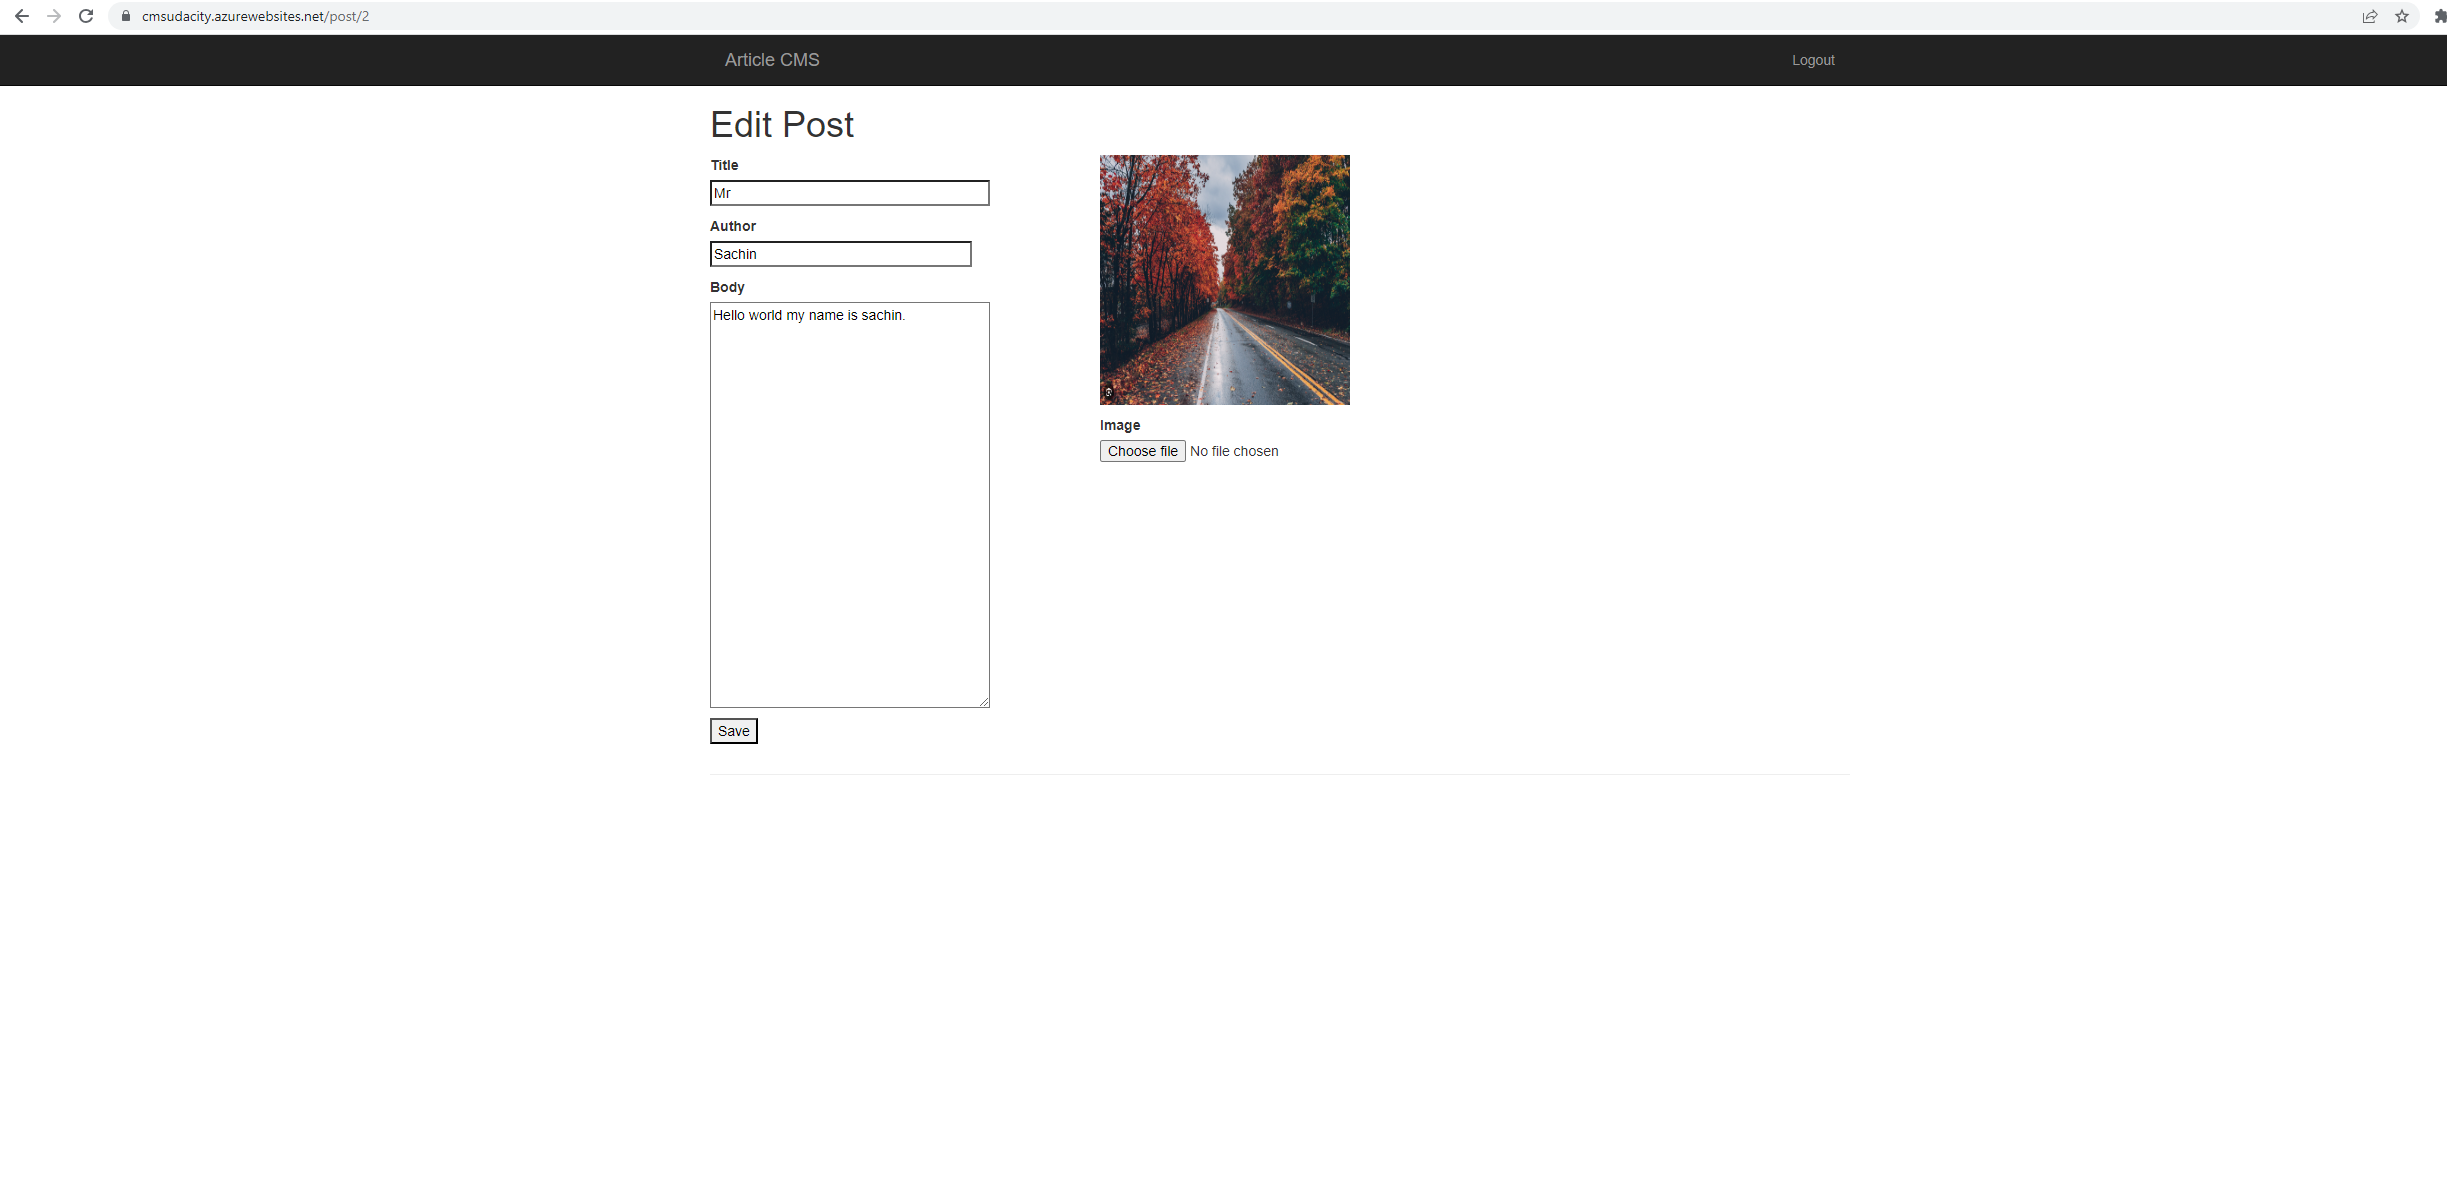 cmsudacity.azurewebsites.net/post/2
Article CMS
Logout
Edit Post
Title
Mr
Author
Sachin
Body
Hello world my name is sachin.
Image
Choose file No file chosen
Save